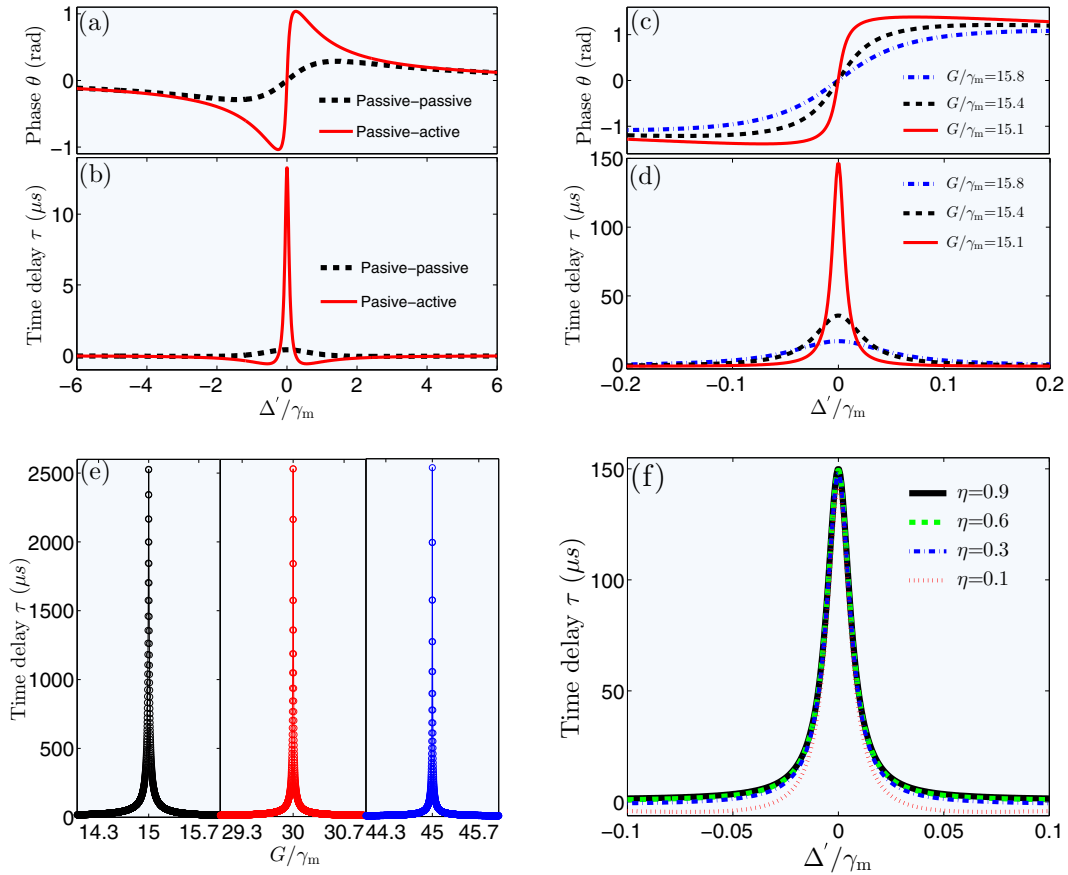 (a)
Phase θ (rad)
1
0
−1
Passive−passive
Passive−active
(b)
Time delay τ (μs)
10
5
0
Pasive−passive
Pasive−active
−6
−4
−2
0
2
4
6
Δ′/γm
(c)
Phase θ (rad)
1
0
−1
G/γm=15.8
G/γm=15.4
G/γm=15.1
(d)
Time delay τ (μs)
150
100
50
0
G/γm=15.8
G/γm=15.4
G/γm=15.1
−0.2
−0.1
0
0.1
0.2
Δ′/γm
(e)
Time delay τ (μs)
2500
2000
1500
1000
500
0
14.3
15
15.7
29.3
30
30.7
44.3
45
45.7
G/γm
(f)
Time delay τ (μs)
150
100
50
0
η=0.9
η=0.6
η=0.3
η=0.1
−0.1
−0.05
0
0.05
0.1
Δ′/γm